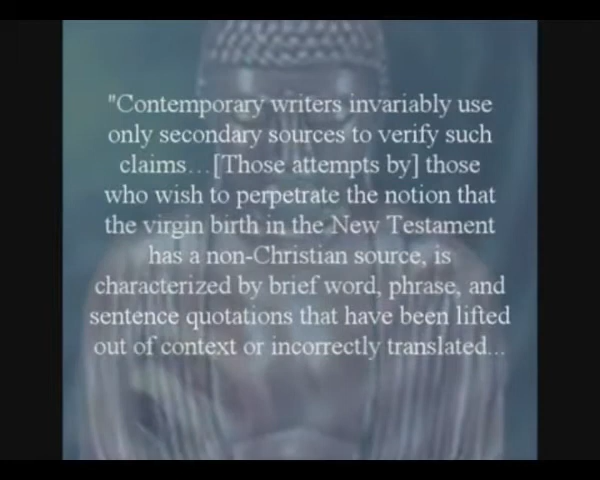 "Contemporary writers invariably use
only secondary sources to verify such
claims…[Those attempts by] those
who wish to perpetrate the notion that
the virgin birth in the New Testament
has a non-Christian source, is
characterized by brief word, phrase, and
sentence quotations that have been lifted
out of context or incorrectly translated...